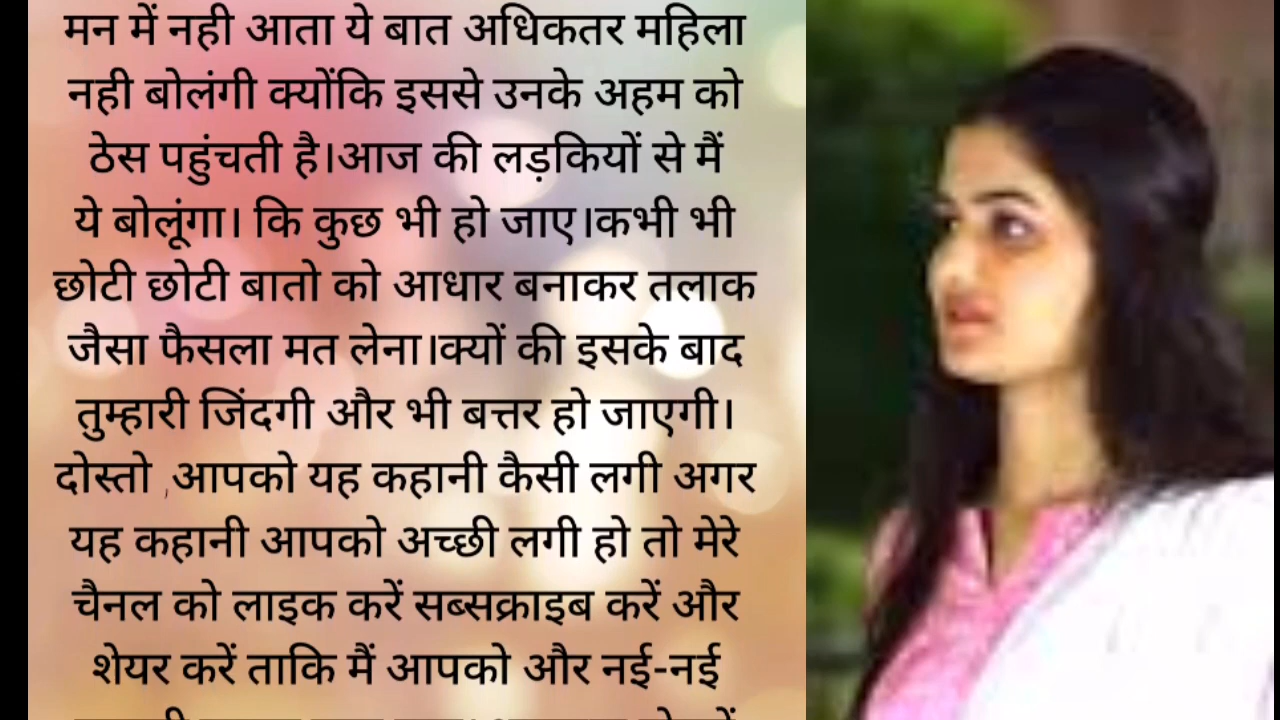 मन में नही आता ये बात अधिकतर महिला
नही बोलंगी क्योंकि इससे उनके अहम को
ठेस पहुंचती है।आज की लड़कियों से मैं
ये बोलूंगा। कि कुछ भी हो जाए।कभी भी
छोटी छोटी बातो को आधार बनाकर तलाक
जैसा फैसला मत लेना।क्यों की इसके बाद
तुम्हारी जिंदगी और भी बत्तर हो जाएगी।
दोस्तो ,आपको यह कहानी कैसी लगी अगर
यह कहानी आपको अच्छी लगी हो तो मेरे
चैनल को लाइक करें सब्सक्राइब करें और
शेयर करें ताकि मैं आपको और नई-नई